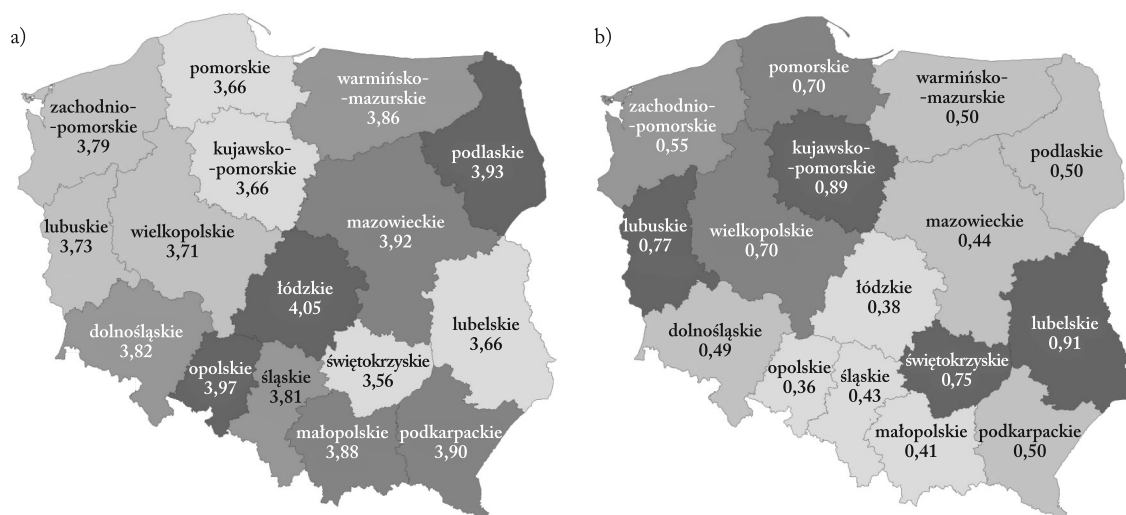 a)
pomorskie
3,66
warmińsko-
-mazurskie
3,86
zachodnio-
-pomorskie
3,79
podlaskie
3,93
kujawsko-
-pomorskie
3,66
mazowieckie
3,92
lubuskie
3,73
wielkopolskie
3,71
łódzkie
4,05
lubelskie
3,66
dolnośląskie
3,82
świętokrzyskie
3,56
opolskie
3,97
śląskie
3,81
małopolskie
3,88
podkarpackie
3,90
b)
pomorskie
0,70
warmińsko-
-mazurskie
0,50
zachodnio-
-pomorskie
0,55
podlaskie
0,50
kujawsko-
-pomorskie
0,89
mazowieckie
0,44
lubuskie
0,77
wielkopolskie
0,70
łódzkie
0,38
lubelskie
0,91
dolnośląskie
0,49
świętokrzyskie
0,75
opolskie
0,36
śląskie
0,43
małopolskie
0,41
podkarpackie
0,50